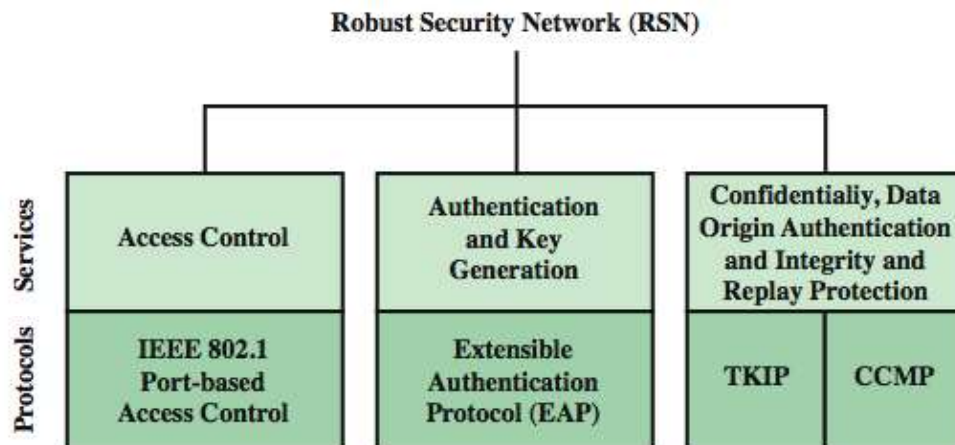 Robust Security Network (RSN)
Services
Access Control
Authentication
and Key
Generation
Confidentialiy, Data
Origin Authentication
and Integrity and
Replay Protection
Protocols
IEEE 802.1
Port-based
Access Control
Extensible
Authentication
Protocol (EAP)
TKIP
CCMP